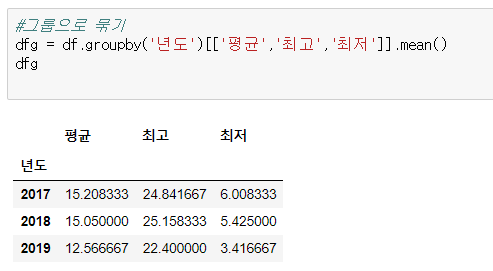 #그룹으로 묶기
dfg = df.groupby('년도')[['평균','최고','최저']].mean()
dfg
평균 최고 최저
년도
2017 15.208333 24.841667 6.008333
2018 15.050000 25.158333 5.425000
2019 12.566667 22.400000 3.416667